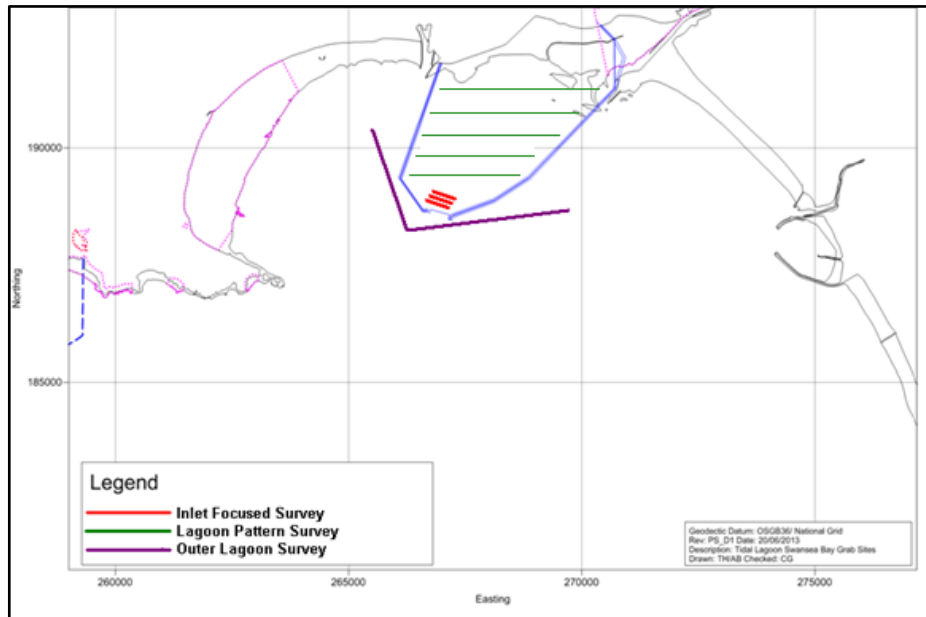 190000
185000
Northing
Legend
Inlet Focused Survey
Lagoon Pattern Survey
Outer Lagoon Survey
Geodectic Datum: OSGB36/ National Grid
Rev: PS_D1 Date: 20/06/2013
Description: Tidal Lagoon Swansea Bay Grab Sites
Drawn: TH/AB Checked: CG
260000
265000
270000
275000
Easting